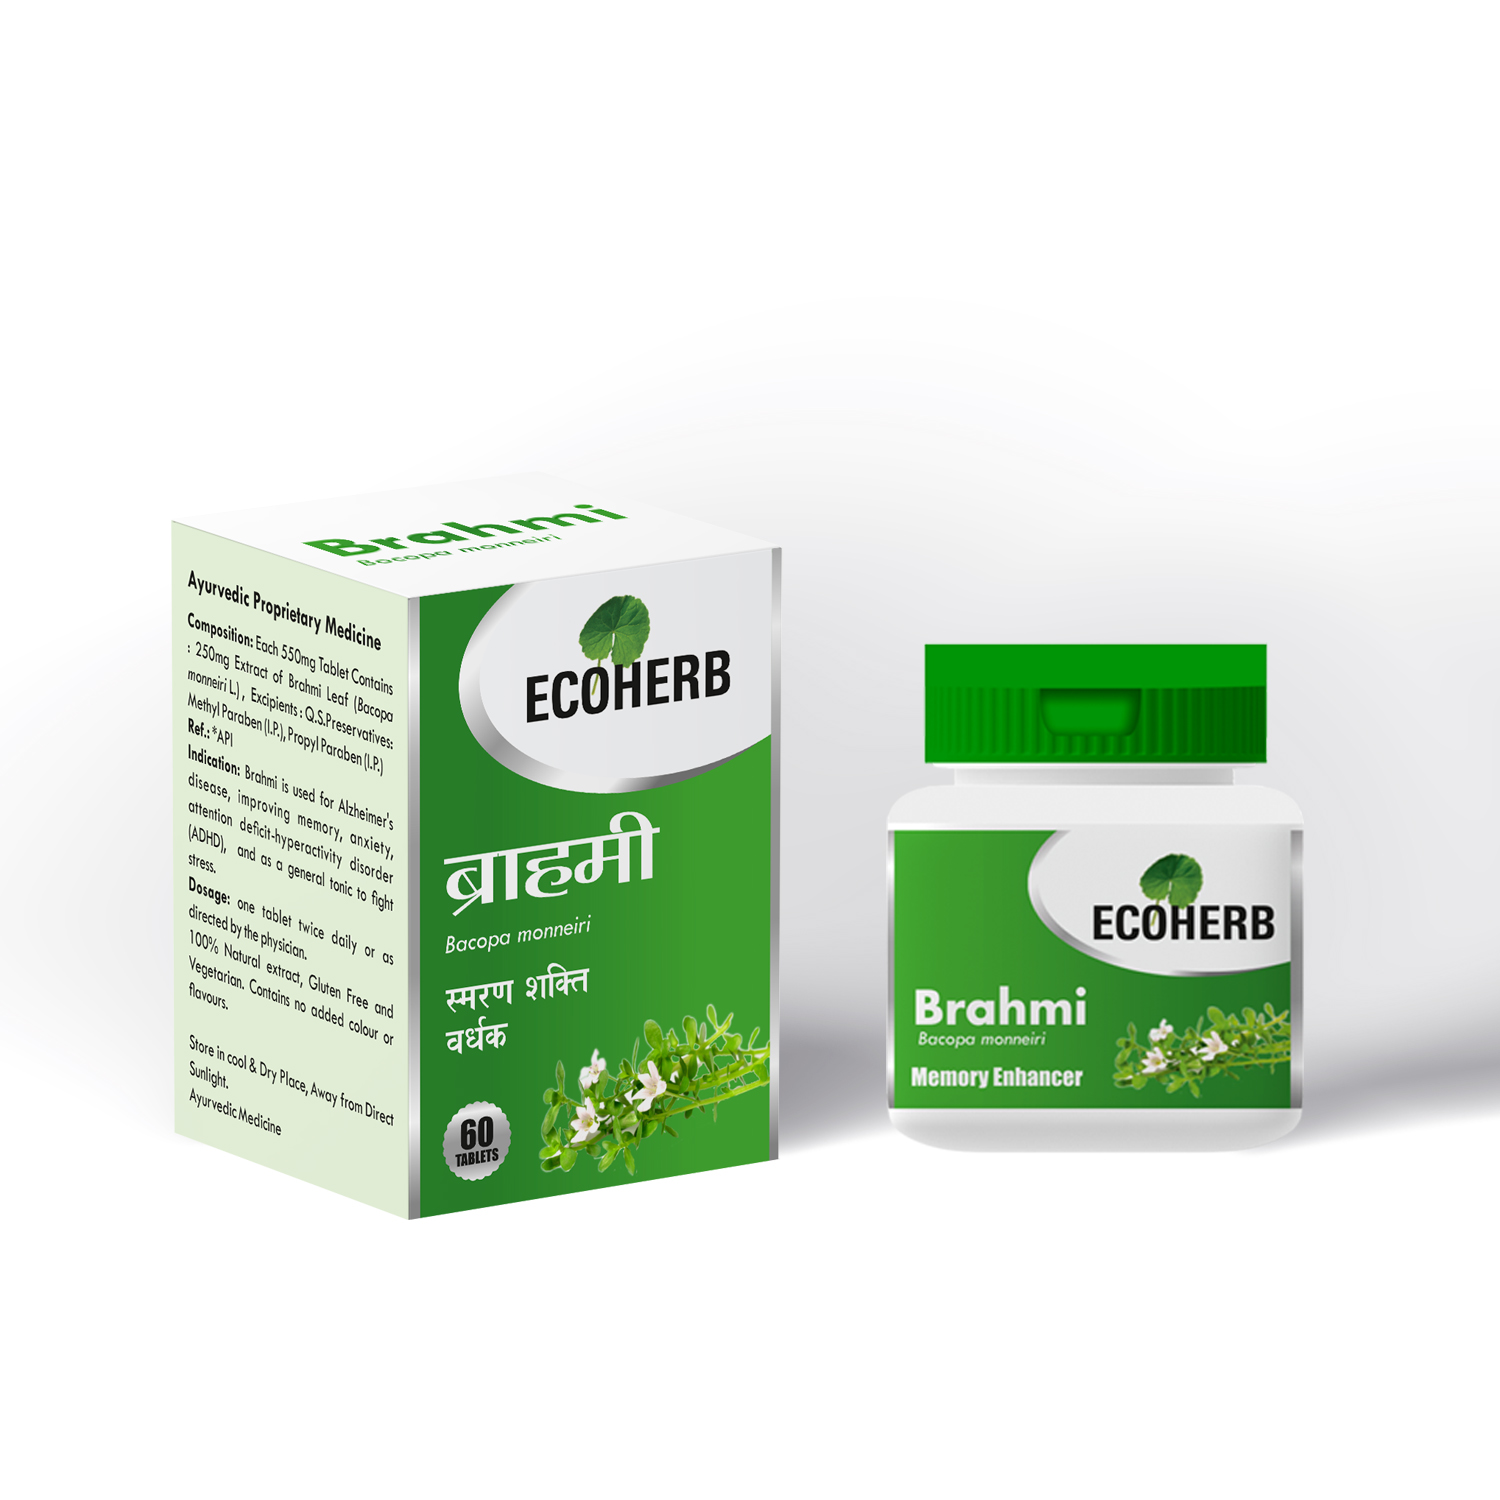 Brahmi
Bacopa monneiri
Ayurvedic Proprietary Medicine
Composition: Each 550mg Tablet Contains
: 250mg Extract of Brahmi Leaf (Bacopa
monneiri L.) , Excipients : Q.S.Preservatives:
Methyl Paraben (I.P.), Propyl Paraben (I.P.)
Ref.: *API
Indication: Brahmi is used for Alzheimer's
disease, improving memory, anxiety,
attention deficit-hyperactivity disorder
(ADHD), and as a general tonic to fight
stress.
Dosage: one tablet twice daily or as
directed by the physician.
100% Natural extract, Gluten Free and
Vegetarian. Contains no added colour or
flavours.
Store in cool & Dry Place, Away from Direct
Sunlight.
Ayurvedic Medicine
ECOHERB
ब्राहमी
Bacopa monneiri
स्मरण शक्ति
वर्धक
60
TABLETS
ECOHERB
Brahmi
Bacopa monneiri
Memory Enhancer